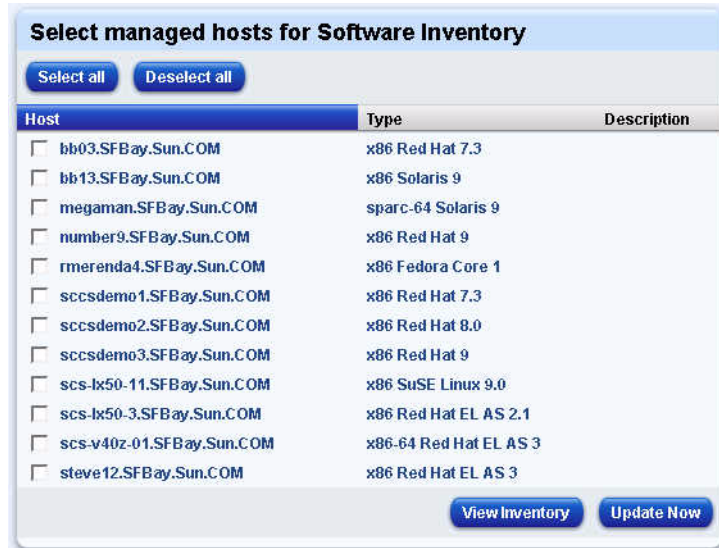 Select managed hosts for Software Inventory
Select all Deselect all
Host Type Description
bb03.SFBay.Sun.COM x86 Red Hat 7.3
bb13.SFBay.Sun.COM x86 Solaris 9
megaman.SFBay.Sun.COM sparc-64 Solaris 9
number9.SFBay.Sun.COM x86 Red Hat 9
rmerenda4.SFBay.Sun.COM x86 Fedora Core 1
sccsdemo1.SFBay.Sun.COM x86 Red Hat 7.3
sccsdemo2.SFBay.Sun.COM x86 Red Hat 8.0
sccsdemo3.SFBay.Sun.COM x86 Red Hat 9
scs-lx50-11.SFBay.Sun.COM x86 SuSE Linux 9.0
scs-lx50-3.SFBay.Sun.COM x86 Red Hat EL AS 2.1
scs-v40z-01.SFBay.Sun.COM x86-64 Red Hat EL AS 3
steve12.SFBay.Sun.COM x86 Red Hat EL AS 3
View Inventory Update Now